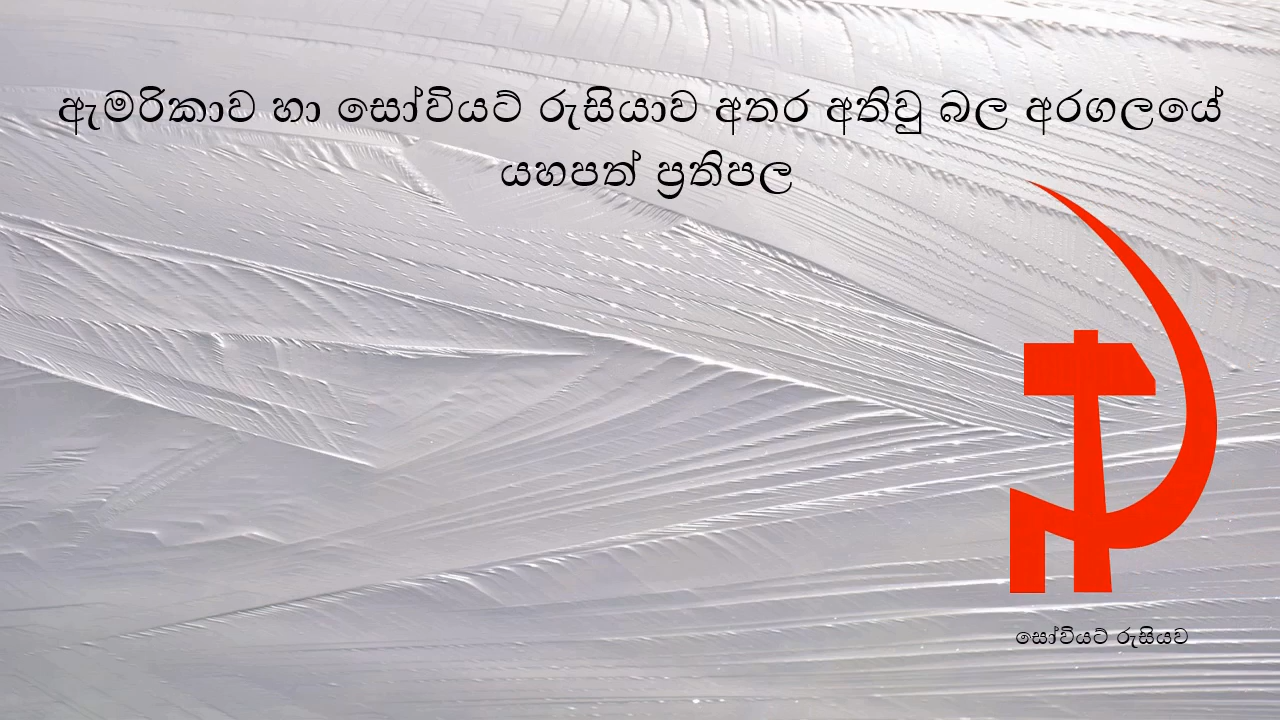 ඇමරිකාව හා සෝවියට් රුසියාව අතර අතිවු බල අරගලයේ
යහපත් ප්‍රතිපල
සෝවියට් රුසියව